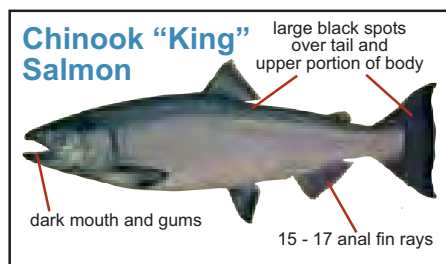 Chinook “King”
Salmon
large black spots
over tail and
upper portion of body
dark mouth and gums
15 - 17 anal fin rays